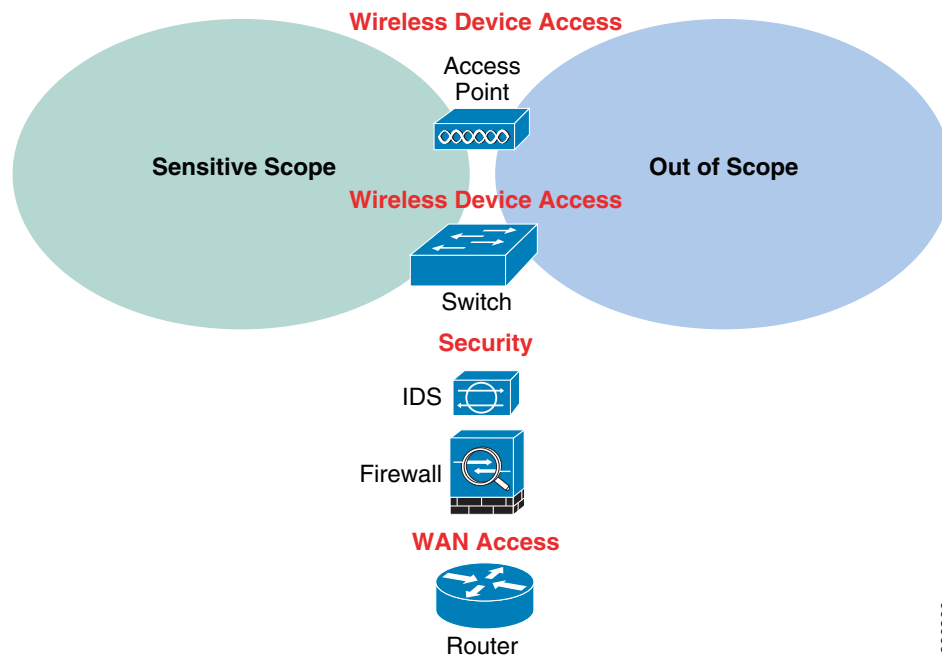 Wireless Device Access
Access
Point
Sensitive Scope
Out of Scope
Wireless Device Access
Switch
Security
IDS
Firewall
WAN Access
Router